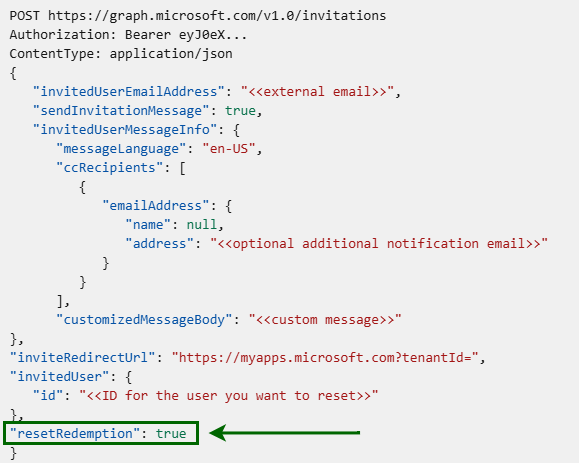 POST https://graph.microsoft.com/v1.0/invitations
Authorization: Bearer eyJ0eX...
ContentType: application/json
{
"invitedUserEmailAddress": "<<external email>>",
"sendInvitationMessage": true,
"invitedUserMessageInfo": {
"messageLanguage": "en-US",
"ccRecipients": [
{
"emailAddress": {
"name": null,
"address": "<<optional additional notification email>>"
}
}
],
"customizedMessageBody": "<<custom message>>"
},
"inviteRedirectUrl": "https://myapps.microsoft.com?tenantId=",
"invitedUser": {
"id": "<<ID for the user you want to reset>>"
},
"resetRedemption": true
}